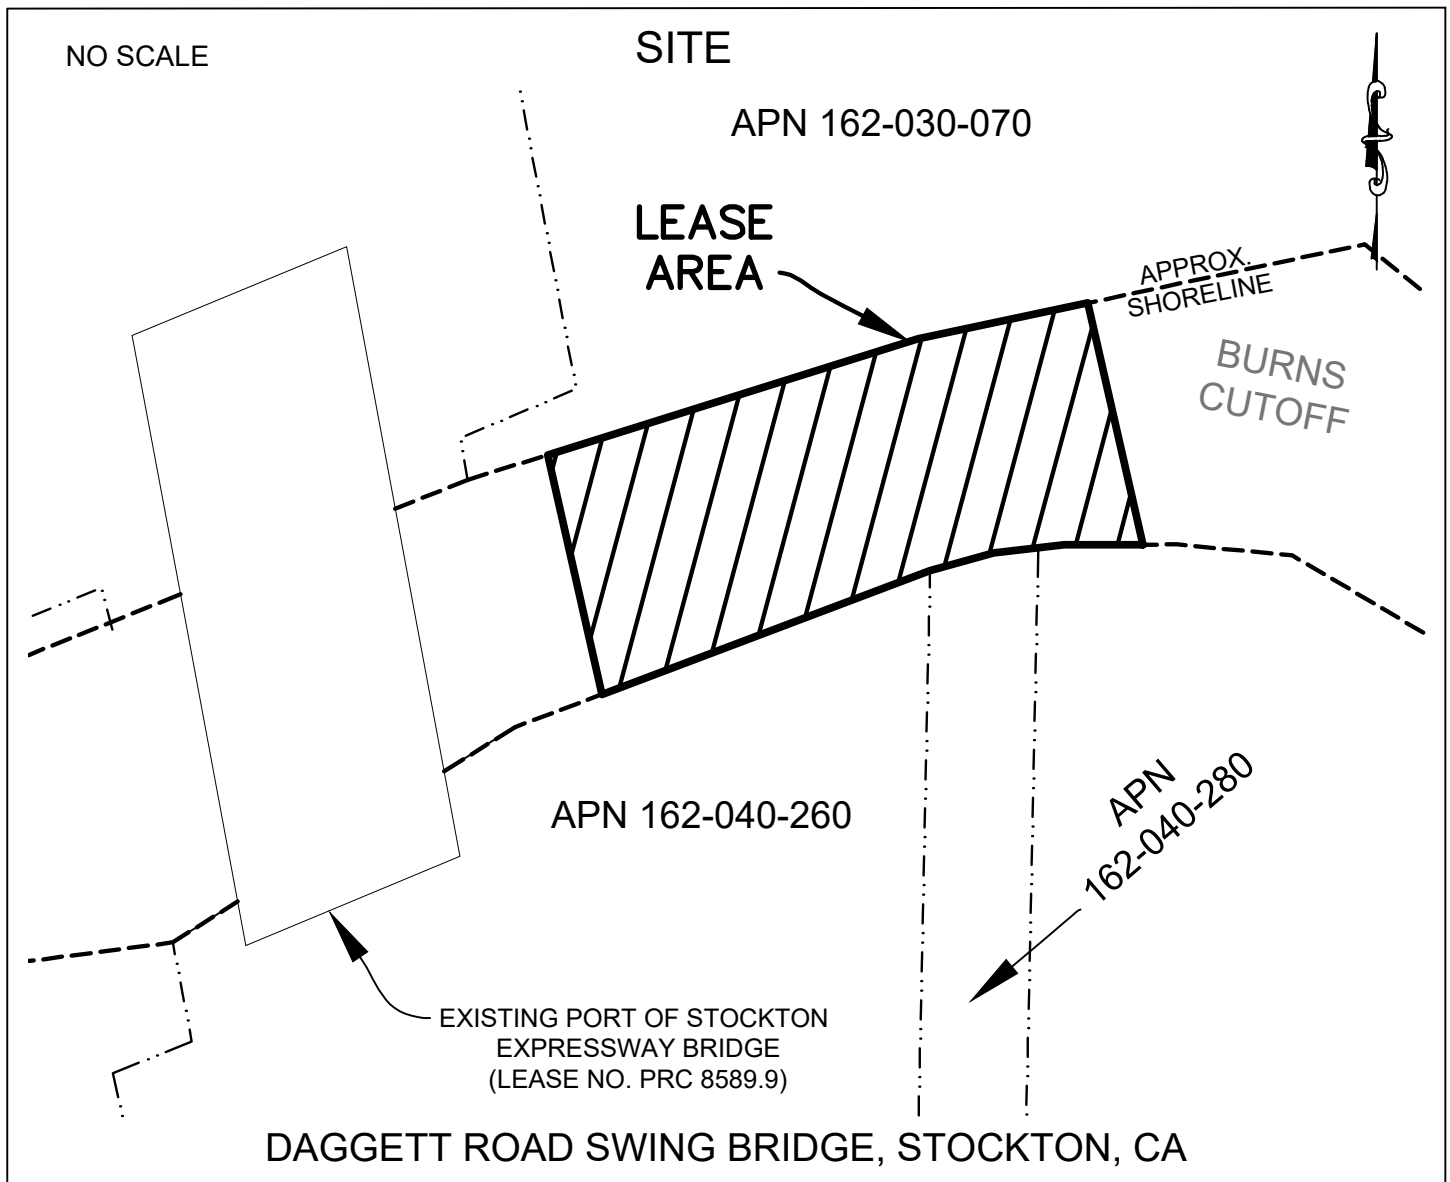 NO SCALE
SITE
APN 162-030-070
LEASE
AREA
APPROX.
SHORELINE
BURNS
CUTOFF
APN 162-040-260
APN
162-040-280
EXISTING PORT OF STOCKTON
EXPRESSWAY BRIDGE
(LEASE NO. PRC 8589.9)
DAGGETT ROAD SWING BRIDGE, STOCKTON, CA